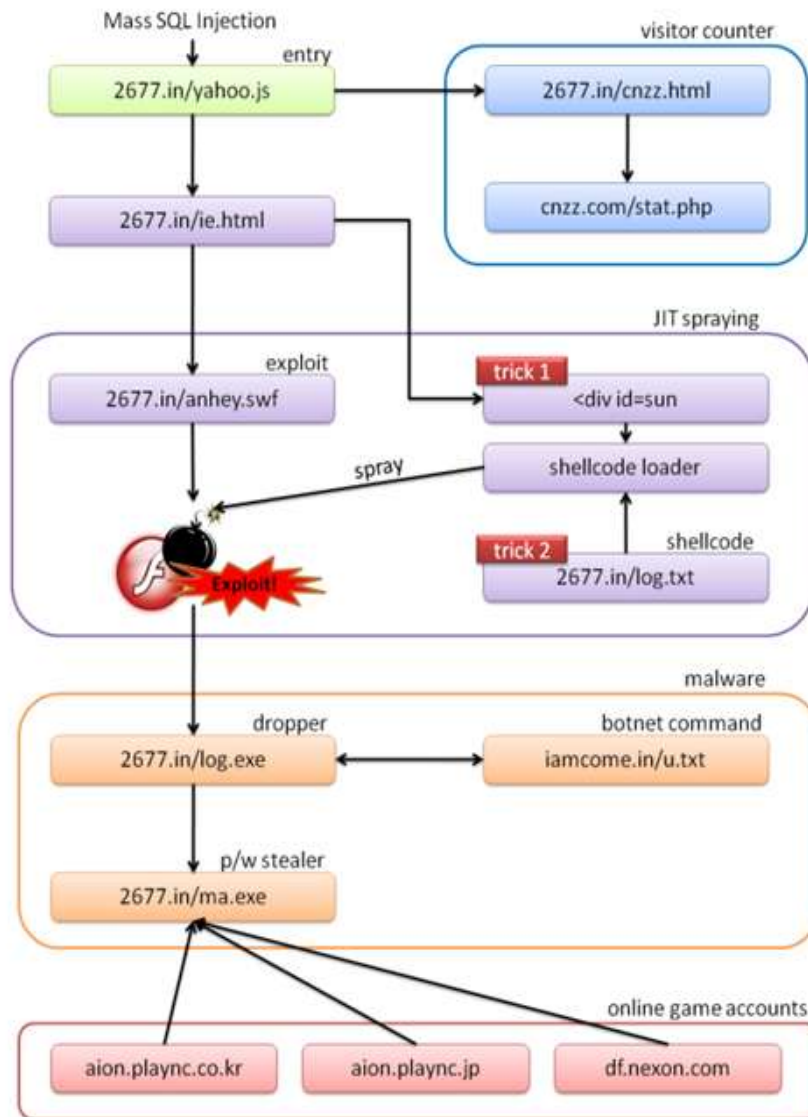 Mass SQL Injection
entry
2677.in/yahoo.js
visitor counter
2677.in/cnzz.html
cnzz.com/stat.php
2677.in/ie.html
JIT spraying
exploit
2677.in/anhey.swf
trick 1
<div id=sun
shellcode loader
spray
trick 2
shellcode
2677.in/log.txt
Exploit!
malware
dropper
2677.in/log.exe
botnet command
iamcome.in/u.txt
p/w stealer
2677.in/ma.exe
online game accounts
aion.plaync.co.kr
aion.plaync.jp
df.nexon.com